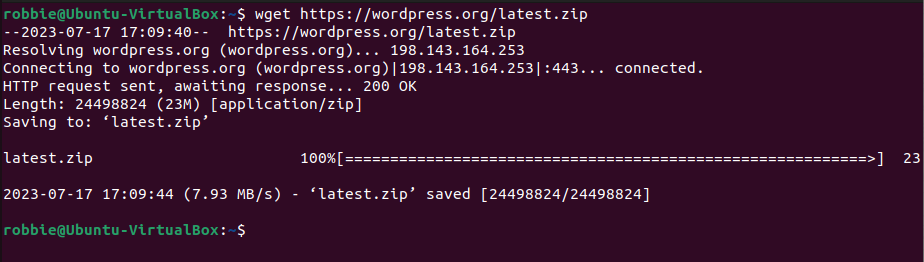 robbie@Ubuntu-VirtualBox:~$ wget https://wordpress.org/latest.zip
--2023-07-17 17:09:40--  https://wordpress.org/latest.zip
Resolving wordpress.org (wordpress.org)... 198.143.164.253
Connecting to wordpress.org (wordpress.org)|198.143.164.253|:443... connected.
HTTP request sent, awaiting response... 200 OK
Length: 24498824 (23M) [application/zip]
Saving to: ‘latest.zip’
latest.zip                       100%[==========================================================>]  23
2023-07-17 17:09:44 (7.93 MB/s) - ‘latest.zip’ saved [24498824/24498824]
robbie@Ubuntu-VirtualBox:~$